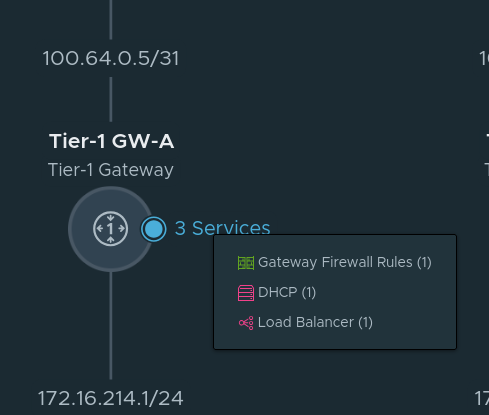 100.64.0.5/31
Tier-1 GW-A
Tier-1 Gateway
1
3 Services
Gateway Firewall Rules (1)
DHCP (1)
Load Balancer (1)
172.16.214.1/24